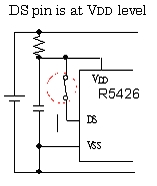 DS pin is at VDD level
VDD
R5426
DS
VSS